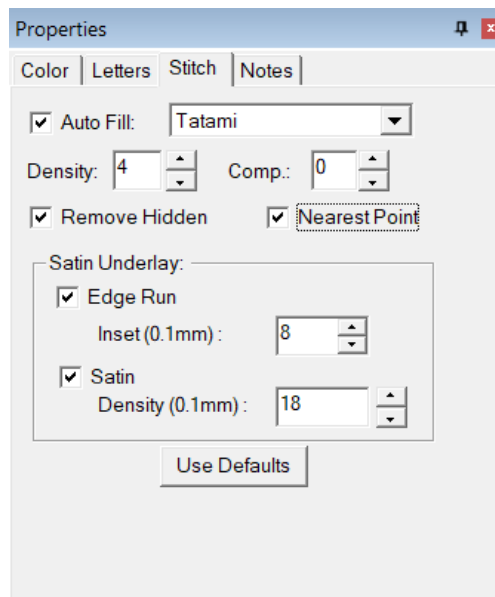 Properties
Color Letters Stitch Notes
Auto Fill: Tatami
Density: 4 Comp.: 0
Remove Hidden Nearest Point
Satin Underlay:
Edge Run
Inset (0.1mm) : 8
Satin
Density (0.1mm) : 18
Use Defaults